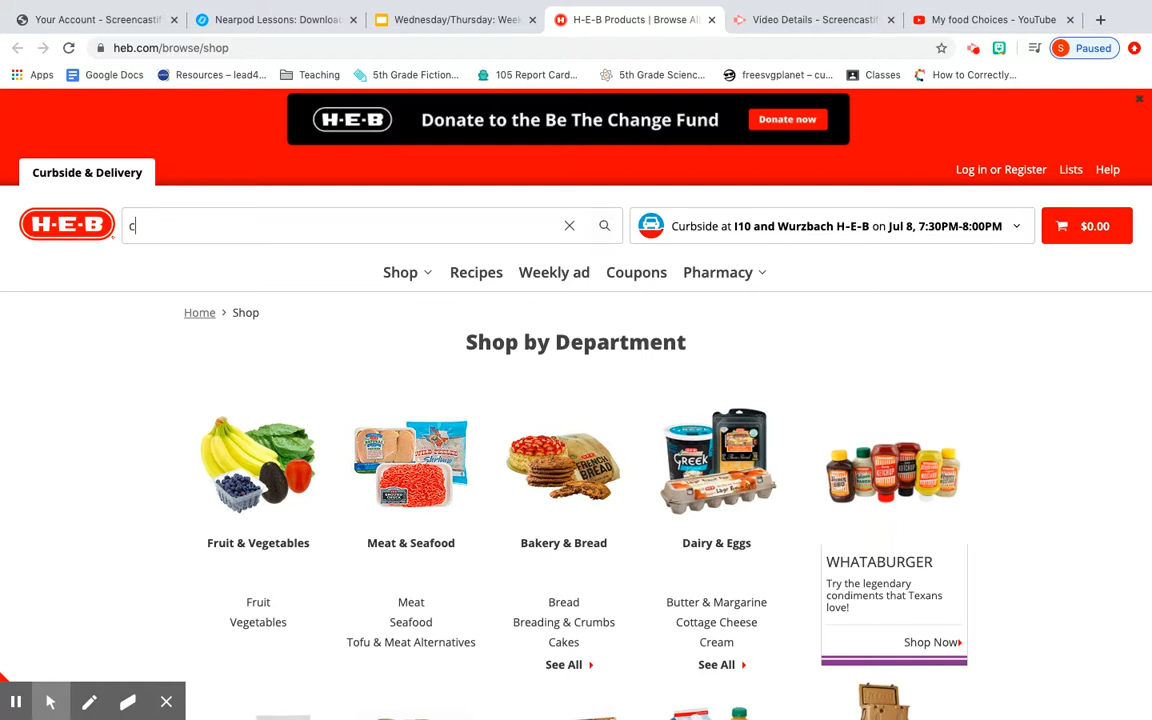 Your Account - Screencastif
Nearpod Lessons: Downloa
Wednesday/Thursday: Wee
H-E-B Products | Browse Al
Video Details - Screencastif
My food Choices - YouTube
heb.com/browse/shop
S Paused
Apps
Google Docs
Resources – lead4...
Teaching
5th Grade Fiction...
105 Report Card...
5th Grade Scienc...
freesvgplanet – cu...
Classes
How to Correctly...
H-E-B
Donate to the Be The Change Fund
Donate now
Curbside & Delivery
Log in or Register
Lists
Help
H-E-B
c
Curbside at I10 and Wurzbach H-E-B on Jul 8, 7:30PM-8:00PM
$0.00
Shop
Recipes
Weekly ad
Coupons
Pharmacy
Home > Shop
Shop by Department
GREEK
FRENCH BREAD
KETCHUP
Fruit & Vegetables
Meat & Seafood
Bakery & Bread
Dairy & Eggs
WHATABURGER
Try the legendary
condiments that Texans
love!
Shop Now
Fruit
Vegetables
Meat
Seafood
Tofu & Meat Alternatives
Bread
Breading & Crumbs
Cakes
See All
Butter & Margarine
Cottage Cheese
Cream
See All